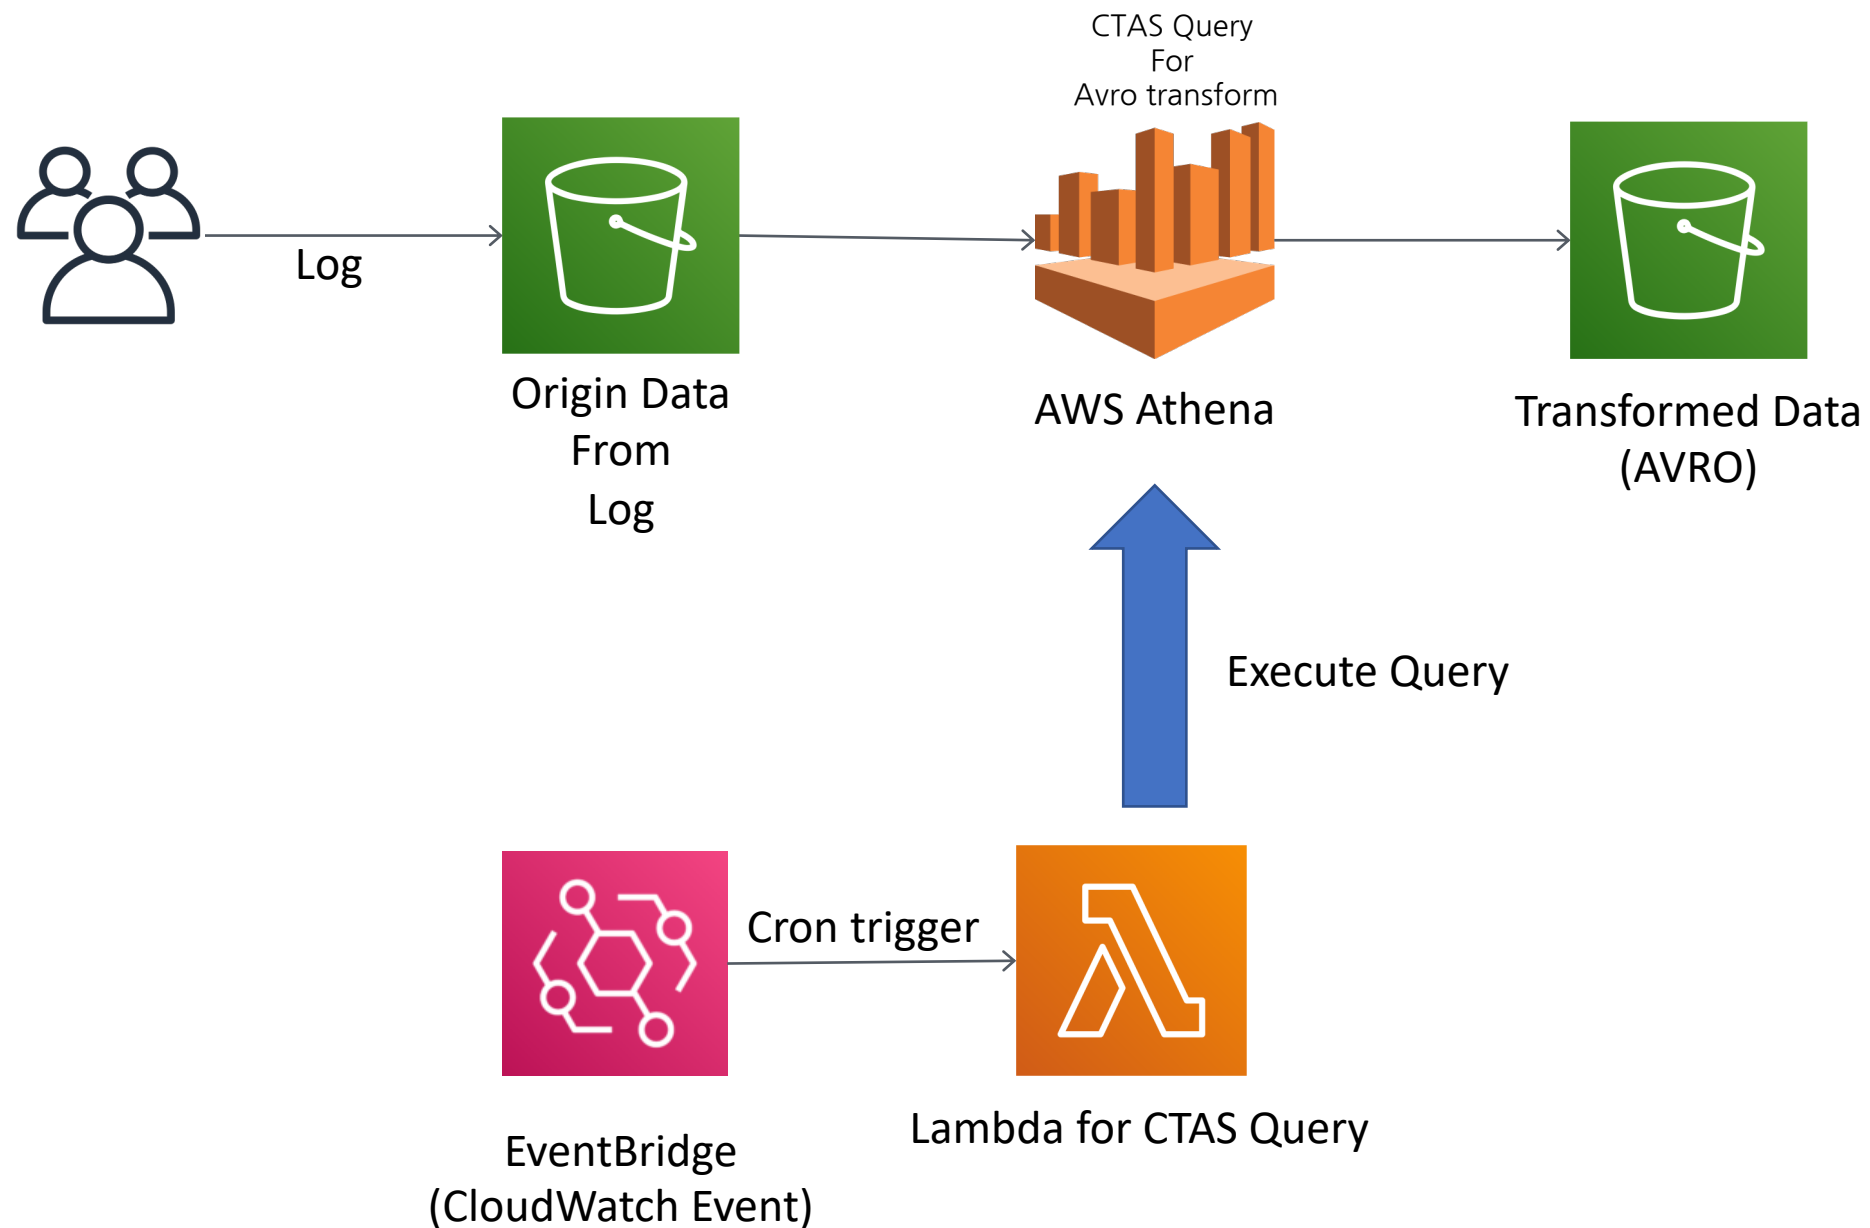 CTAS Query
For
Avro transform
Log
Origin Data
From
Log
AWS Athena
Transformed Data
(AVRO)
Execute Query
Cron trigger
EventBridge
(CloudWatch Event)
Lambda for CTAS Query